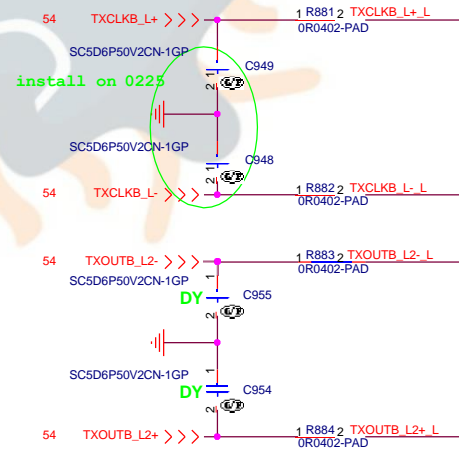 54 TXCLKB_L+ 1 R881 2 TXCLKB_L+_L
0R0402-PAD
SC5D6P50V2CN-1GP
2 1 C949
install on 0225
SC5D6P50V2CN-1GP
2 1 C948
54 TXCLKB_L- 1 R882 2 TXCLKB_L-_L
0R0402-PAD
54 TXOUTB_L2- 1 R883 2 TXOUTB_L2-_L
0R0402-PAD
SC5D6P50V2CN-1GP
1
DY C955
2
SC5D6P50V2CN-1GP
1
DY C954
2
54 TXOUTB_L2+ 1 R884 2 TXOUTB_L2+_L
0R0402-PAD